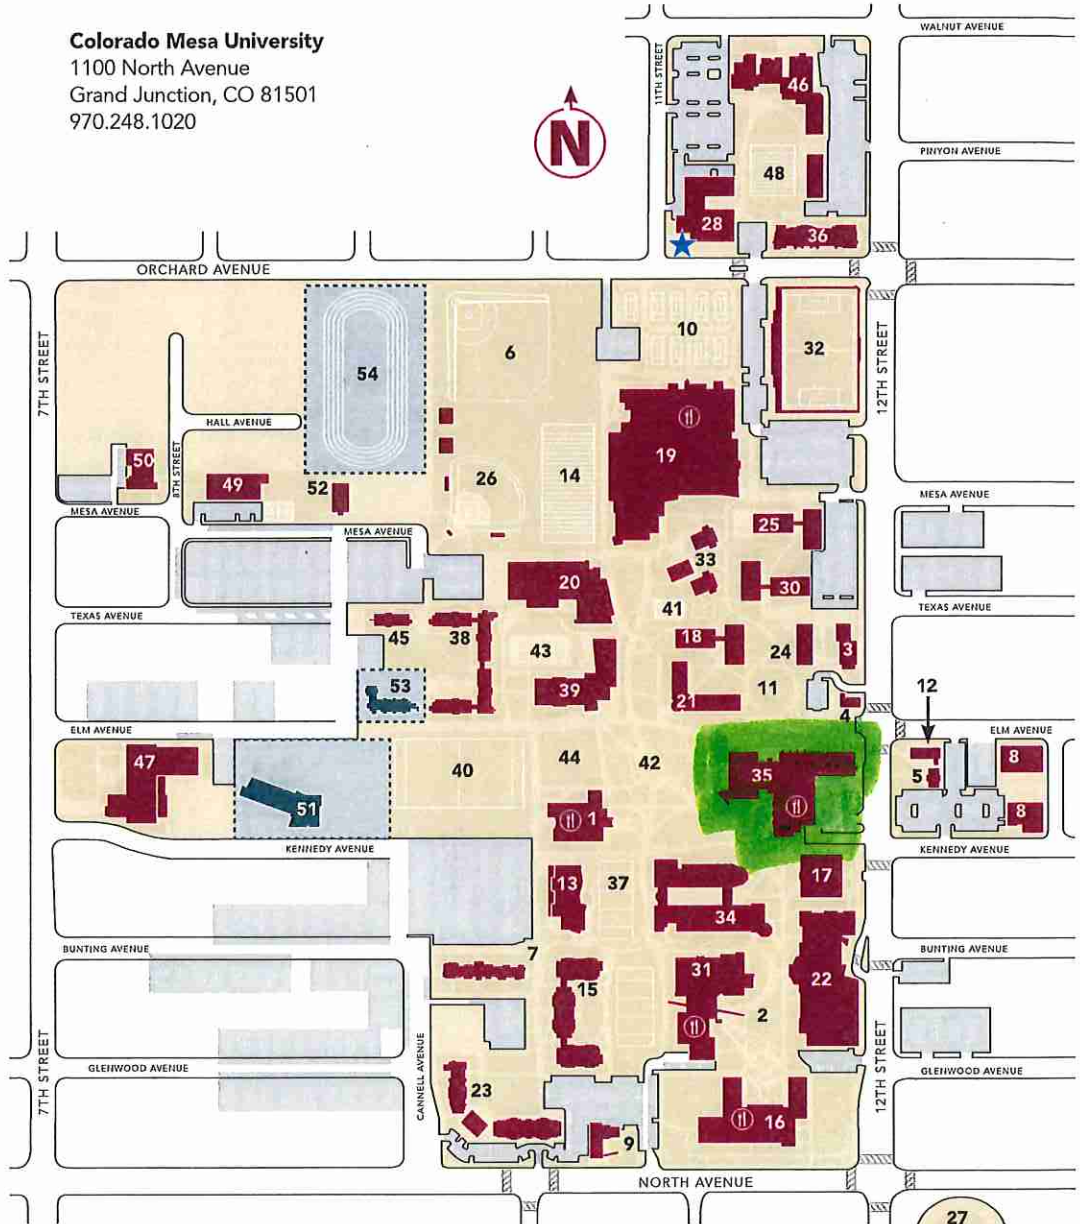 Colorado Mesa University
1100 North Avenue
Grand Junction, CO 81501
970.248.1020
N
WALNUT AVENUE
11TH STREET
46
PINYON AVENUE
48
28
36
ORCHARD AVENUE
7TH STREET
54
6
10
32
12TH STREET
HALL AVENUE
8TH STREET
50
49
52
26
14
19
MESA AVENUE
MESA AVENUE
MESA AVENUE
25
33
20
30
41
TEXAS AVENUE
TEXAS AVENUE
45
38
43
18
24
3
53
39
21
11
4
12
ELM AVENUE
ELM AVENUE
47
44
42
40
35
5
8
51
1
8
KENNEDY AVENUE
KENNEDY AVENUE
13
37
17
34
BUNTING AVENUE
BUNTING AVENUE
7
31
15
22
2
7TH STREET
CANNELL AVENUE
12TH STREET
GLENWOOD AVENUE
GLENWOOD AVENUE
23
16
9
NORTH AVENUE
27